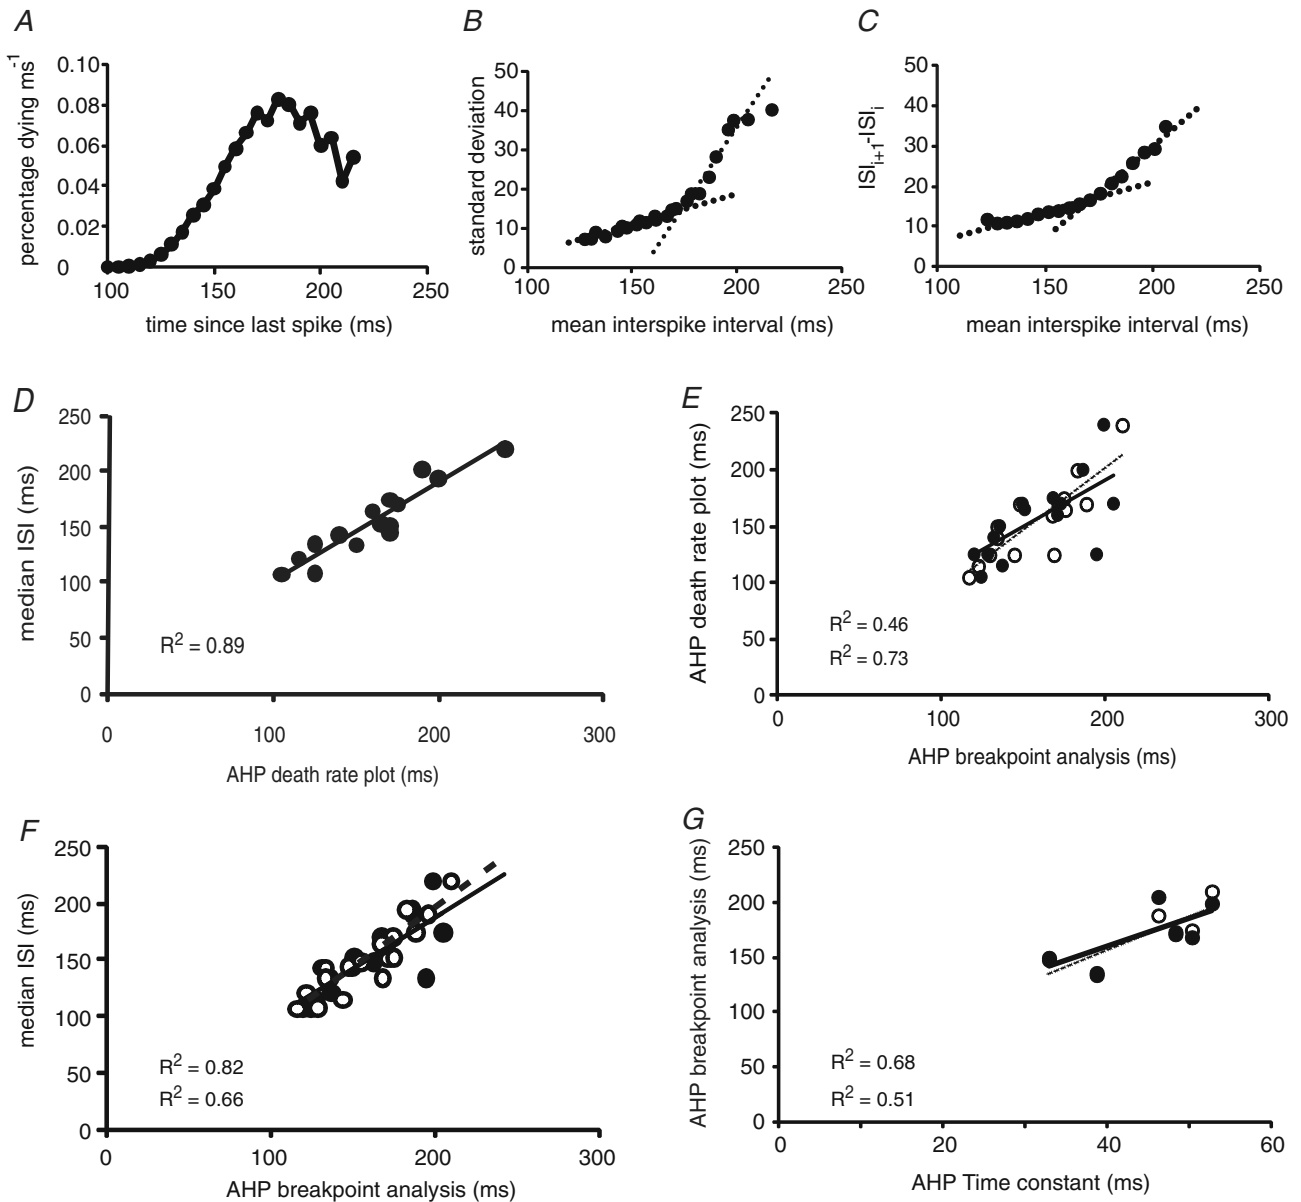 A
percentage dying ms-1
0.10
0.08
0.06
0.04
0.02
0
100
150
200
250
time since last spike (ms)
B
standard deviation
50
40
30
20
10
0
100
150
200
250
mean interspike interval (ms)
C
ISIi+1-ISIi
50
40
30
20
10
0
100
150
200
250
mean interspike interval (ms)
D
median ISI (ms)
250
200
150
100
50
0
R2 = 0.89
0
100
200
300
AHP death rate plot (ms)
E
AHP death rate plot (ms)
250
200
150
100
50
0
R2 = 0.46
R2 = 0.73
0
100
200
300
AHP breakpoint analysis (ms)
F
median ISI (ms)
250
200
150
100
50
0
R2 = 0.82
R2 = 0.66
0
100
200
300
AHP breakpoint analysis (ms)
G
AHP breakpoint analysis (ms)
250
200
150
100
50
0
R2 = 0.68
R2 = 0.51
0
20
40
60
AHP Time constant (ms)